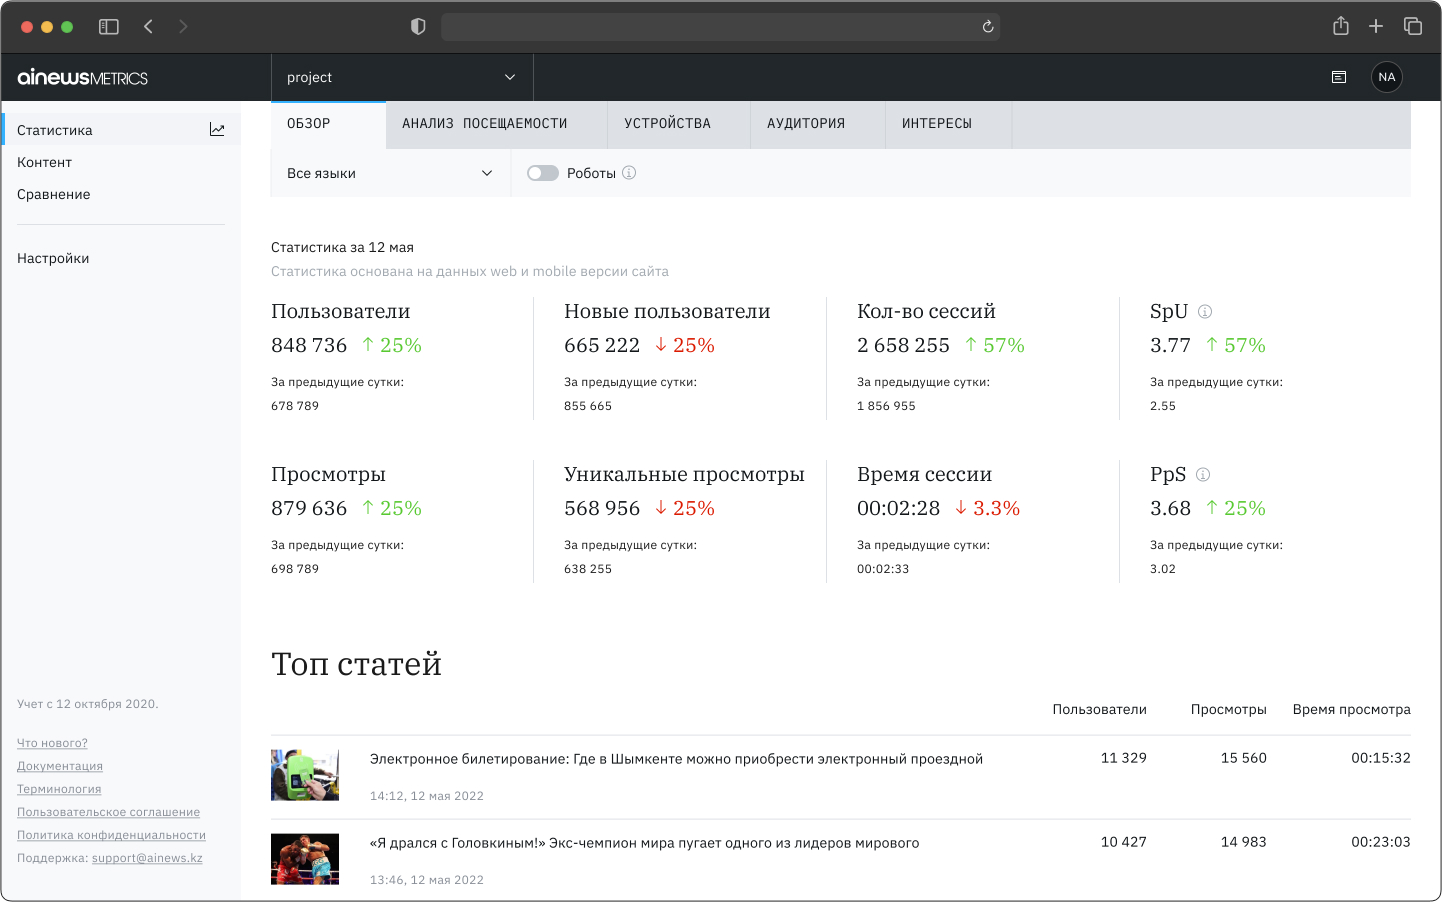 ainewsMETRICS
project
NA
Статистика
Контент
Сравнение
Настройки
ОБЗОР
АНАЛИЗ ПОСЕЩАЕМОСТИ
УСТРОЙСТВА
АУДИТОРИЯ
ИНТЕРЕСЫ
Все языки
Роботы
Статистика за 12 мая
Статистика основана на данных web и mobile версии сайта
Пользователи
848 736 ↑ 25%
За предыдущие сутки:
678 789
Новые пользователи
665 222 ↓ 25%
За предыдущие сутки:
855 665
Кол-во сессий
2 658 255 ↑ 57%
За предыдущие сутки:
1 856 955
SpU
3.77 ↑ 57%
За предыдущие сутки:
2.55
Просмотры
879 636 ↑ 25%
За предыдущие сутки:
698 789
Уникальные просмотры
568 956 ↓ 25%
За предыдущие сутки:
638 255
Время сессии
00:02:28 ↓ 3.3%
За предыдущие сутки:
00:02:33
PpS
3.68 ↑ 25%
За предыдущие сутки:
3.02
Топ статей
Пользователи Просмотры Время просмотра
Электронное билетирование: Где в Шымкенте можно приобрести электронный проездной 11 329 15 560 00:15:32
14:12, 12 мая 2022
«Я дрался с Головкиным!» Экс-чемпион мира пугает одного из лидеров мирового 10 427 14 983 00:23:03
13:46, 12 мая 2022
Учет с 12 октября 2020.
Что нового?
Документация
Терминология
Пользовательское соглашение
Политика конфиденциальности
Поддержка: support@ainews.kz